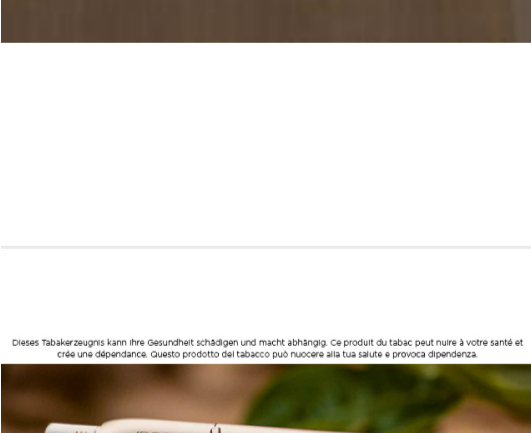 Dieses Tabakerzeugnis kann Ihre Gesundheit schädigen und macht abhängig. Ce produit du tabac peut nuire à votre santé et
crée une dépendance. Questo prodotto del tabacco può nuocere alla tua salute e provoca dipendenza.